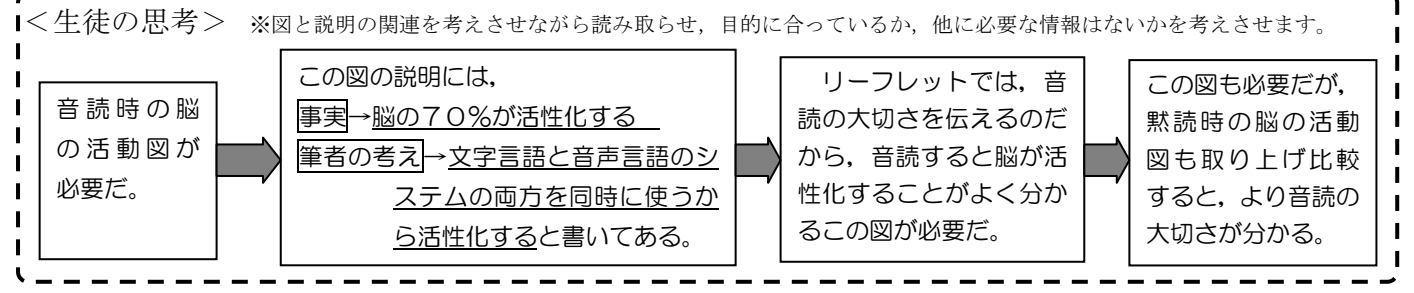 ＜生徒の思考＞ ※図と説明の関連を考えさせながら読み取らせ，目的に合っているか，他に必要な情報はないかを考えさせます。
音読時の脳
の活動図が
必要だ。
この図の説明には，
事実→脳の７０％が活性化する
筆者の考え→文字言語と音声言語のシ
ステムの両方を同時に使うか
ら活性化すると書いてある。
リーフレットでは，音
読の大切さを伝えるのだ
から，音読すると脳が活
性化することがよく分か
るこの図が必要だ。
この図も必要だが，
黙読時の脳の活動
図も取り上げ比較
すると，より音読の
大切さが分かる。